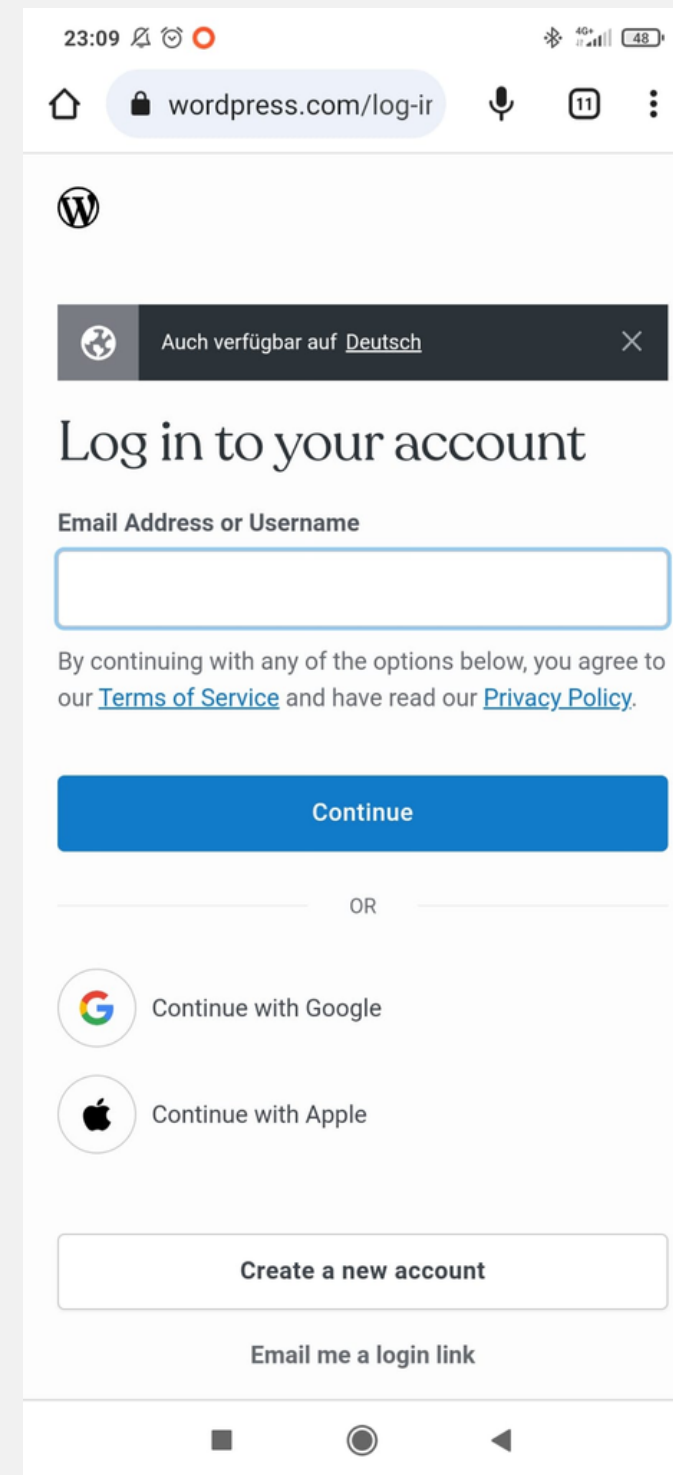 23:09
4G+
48
wordpress.com/log-ir
11
Auch verfügbar auf Deutsch
Log in to your account
Email Address or Username
By continuing with any of the options below, you agree to
our Terms of Service and have read our Privacy Policy.
Continue
OR
Continue with Google
Continue with Apple
Create a new account
Email me a login link